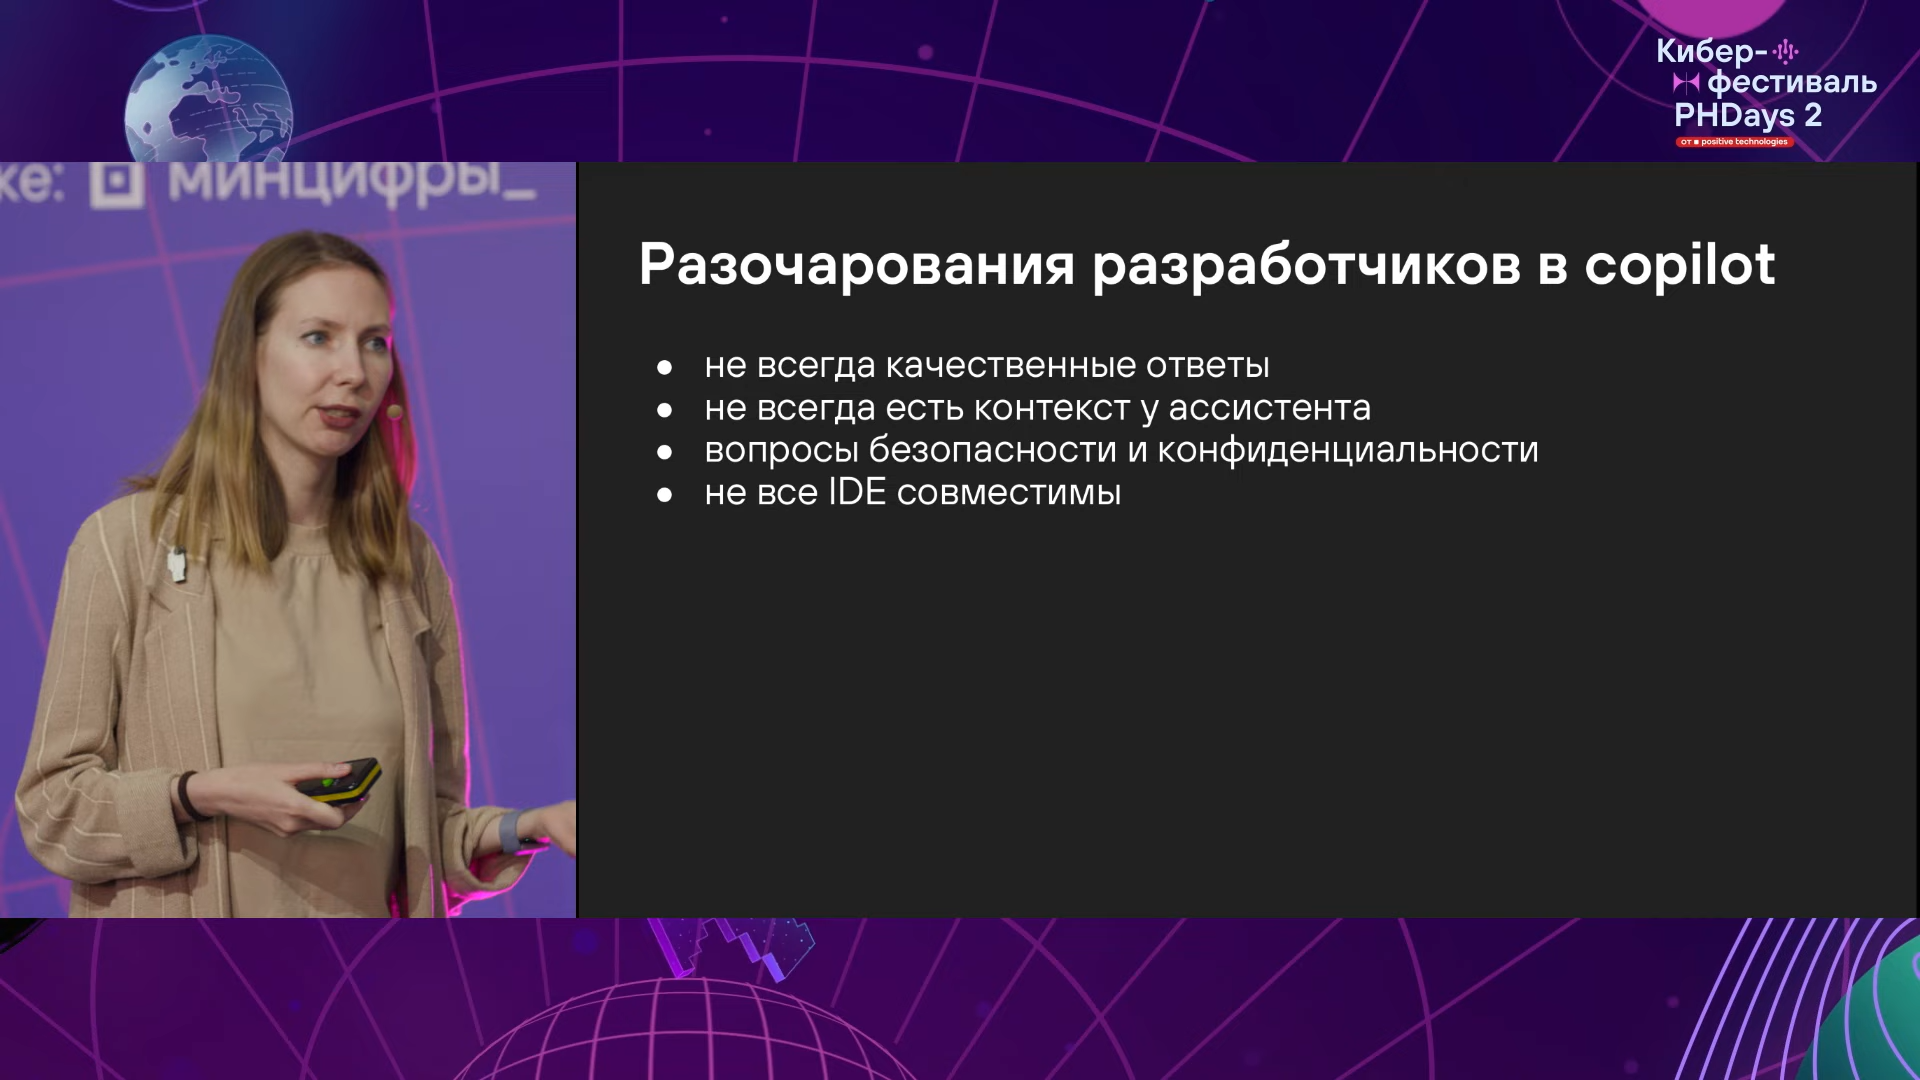 Кибер-
фестиваль
PHDays 2
от positive technologies
ке: минцифры_
Разочарования разработчиков в copilot
● не всегда качественные ответы
● не всегда есть контекст у ассистента
● вопросы безопасности и конфиденциальности
● не все IDE совместимы